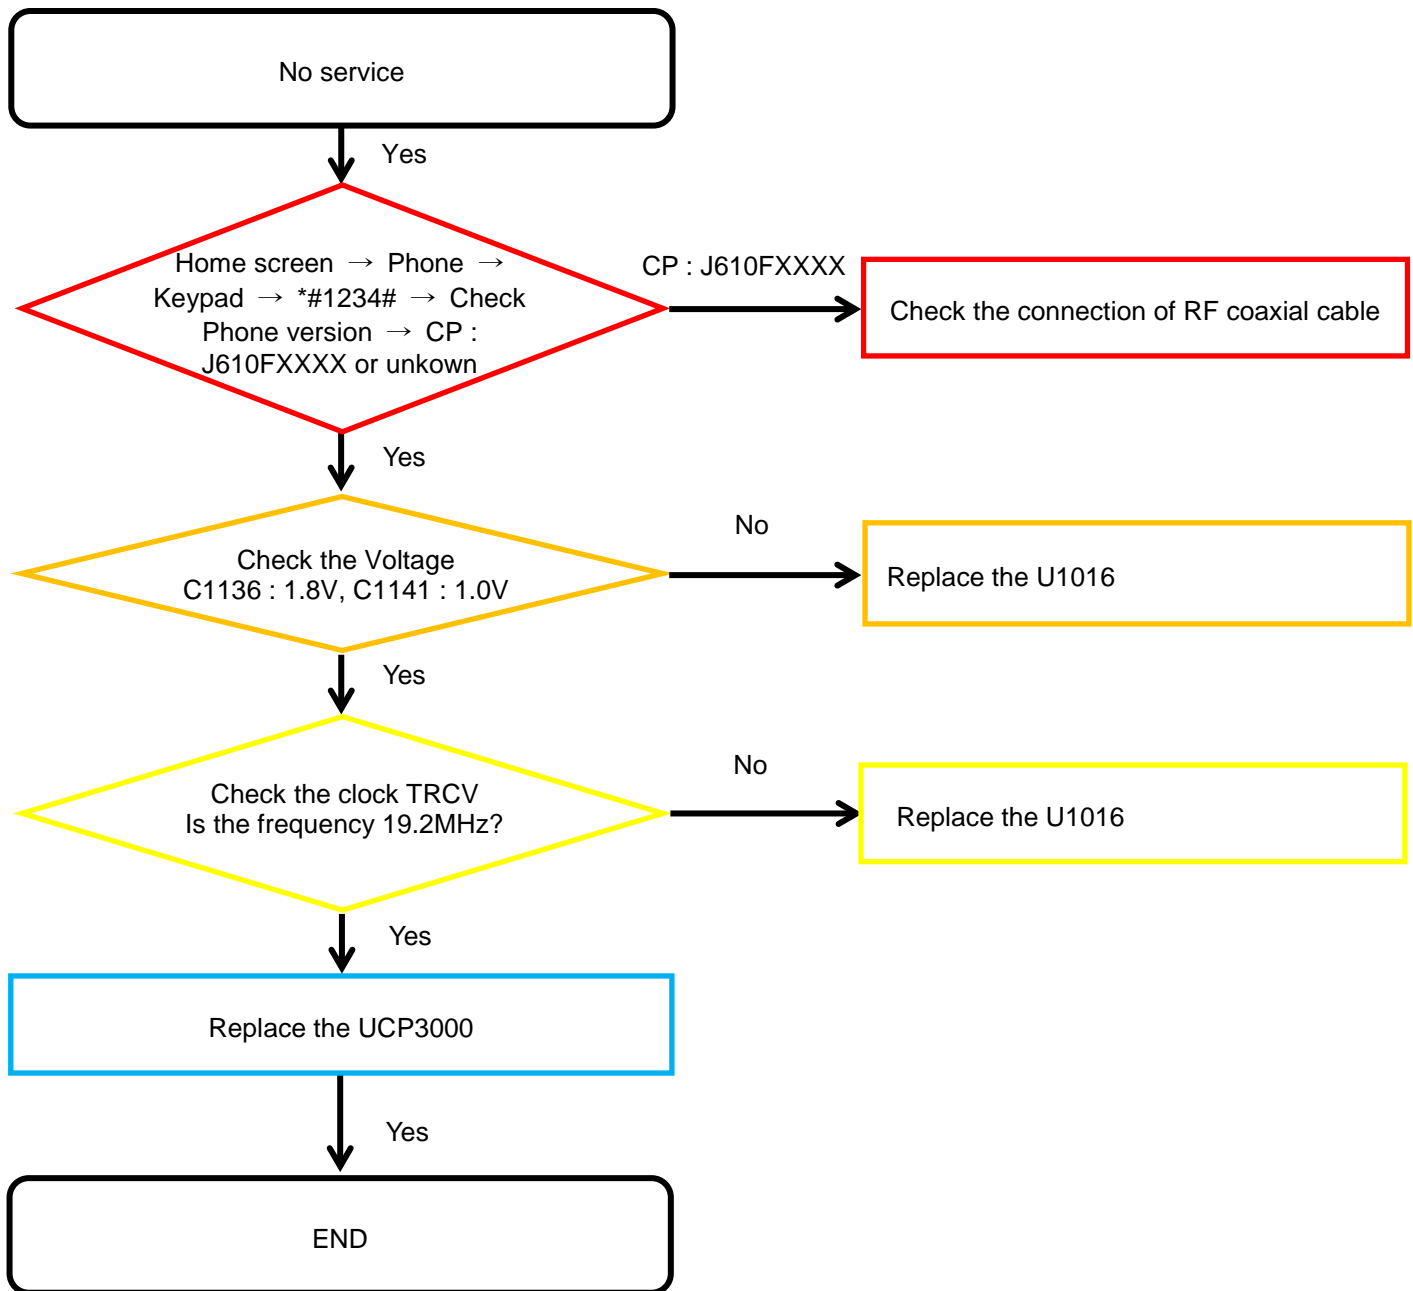 No service
Yes
Home screen → Phone →
Keypad → *#1234# → Check
Phone version → CP :
J610FXXXX or unkown
CP : J610FXXXX
Check the connection of RF coaxial cable
Yes
Check the Voltage
C1136 : 1.8V, C1141 : 1.0V
No
Replace the U1016
Yes
Check the clock TRCV
Is the frequency 19.2MHz?
No
Replace the U1016
Yes
Replace the UCP3000
Yes
END